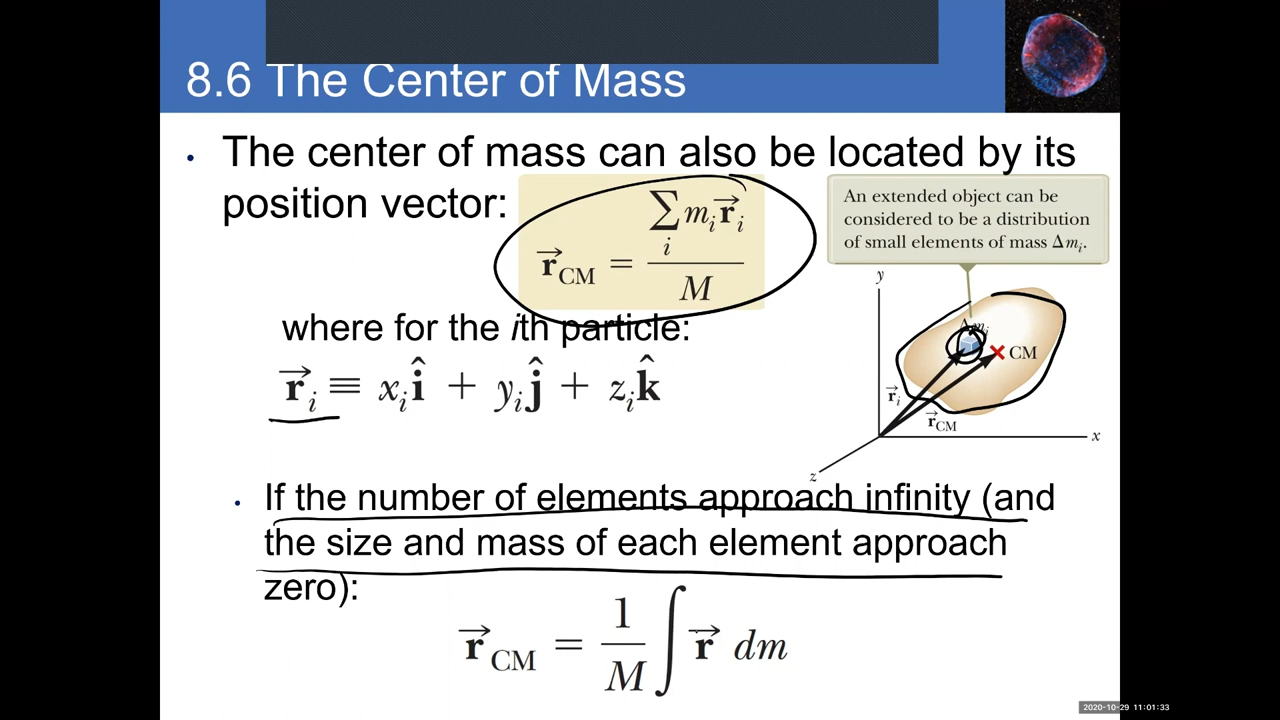 8.6 The Center of Mass
• The center of mass can also be located by its
position vector:
r⃗_CM = Σ_i m_i r⃗_i / M
An extended object can be
considered to be a distribution
of small elements of mass Δm_i.
where for the ith particle:
r⃗_i ≡ x_i î + y_i ĵ + z_i k̂
y
Δm_i
CM
r⃗_i
r⃗_CM
x
z
• If the number of elements approach infinity (and
the size and mass of each element approach
zero):
r⃗_CM = 1/M ∫ r⃗ dm
2020-10-29 11:01:33